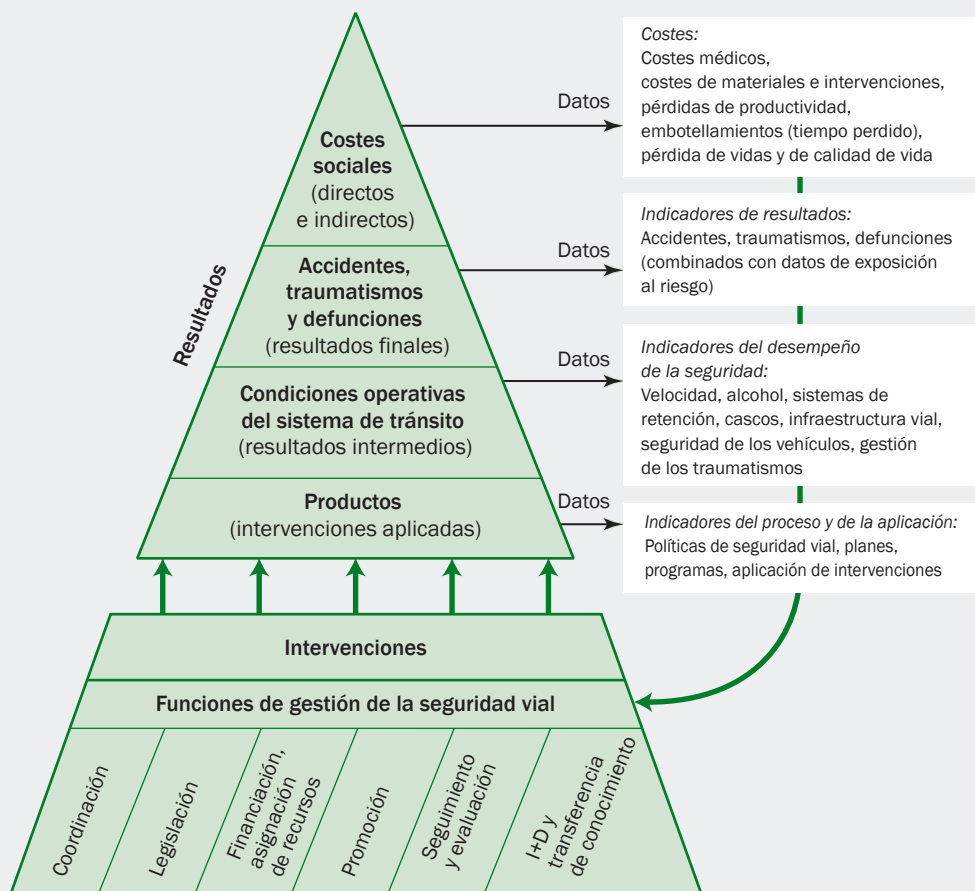 Costes sociales
(directos
e indirectos)
Datos
Costes:
Costes médicos,
costes de materiales e intervenciones,
pérdidas de productividad,
embotellamientos (tiempo perdido),
pérdida de vidas y de calidad de vida
Resultados
Accidentes,
traumatismos
y defunciones
(resultados finales)
Datos
Indicadores de resultados:
Accidentes, traumatismos, defunciones
(combinados con datos de exposición
al riesgo)
Condiciones operativas
del sistema de tránsito
(resultados intermedios)
Datos
Indicadores del desempeño
de la seguridad:
Velocidad, alcohol, sistemas de
retención, cascos, infraestructura vial,
seguridad de los vehículos, gestión
de los traumatismos
Productos
(intervenciones aplicadas)
Datos
Indicadores del proceso y de la aplicación:
Políticas de seguridad vial, planes,
programas, aplicación de intervenciones
Intervenciones
Funciones de gestión de la seguridad vial
Coordinación
Legislación
Financiación,
asignación
de recursos
Promoción
Seguimiento
y evaluación
I+D y
transferencia
de conocimiento